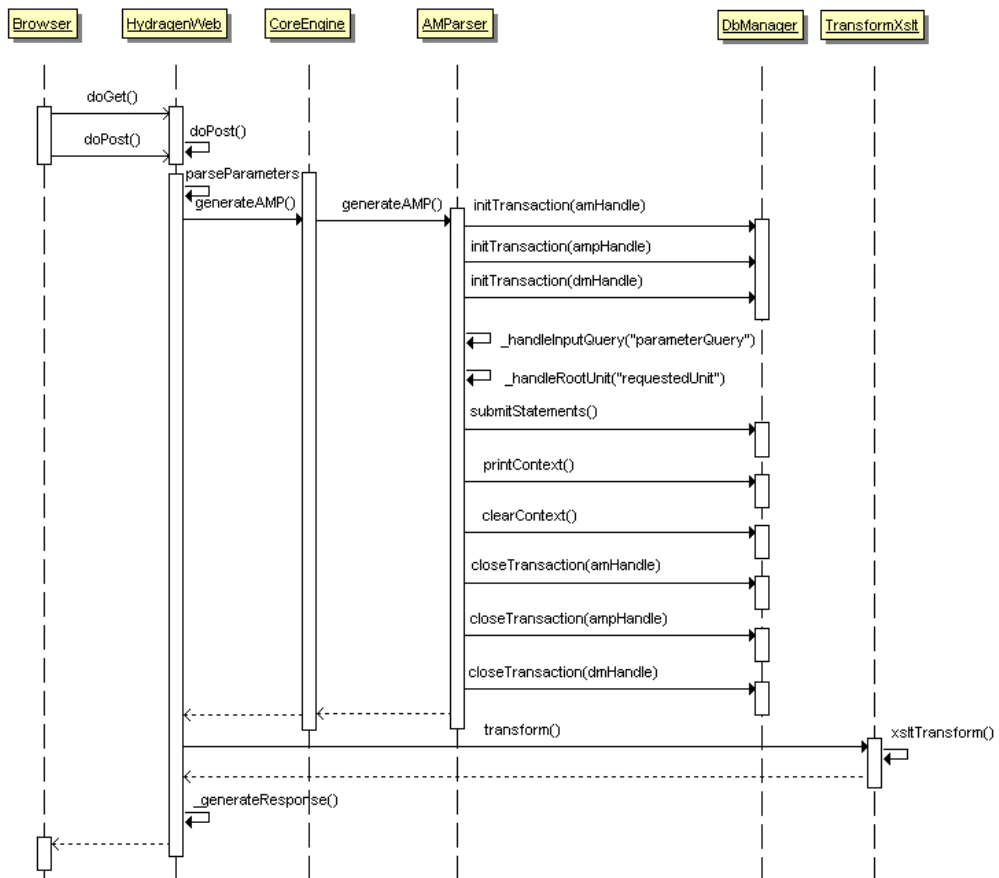 Browser
HydragenWeb
CoreEngine
AMParser
DbManager
TransformXslt
doGet()
doPost()
doPost()
parseParameters
generateAMP()
generateAMP()
initTransaction(amHandle)
initTransaction(ampHandle)
initTransaction(dmHandle)
_handleInputQuery("parameterQuery")
_handleRootUnit("requestedUnit")
submitStatements()
printContext()
clearContext()
closeTransaction(amHandle)
closeTransaction(ampHandle)
closeTransaction(dmHandle)
transform()
xsltTransform()
_generateResponse()